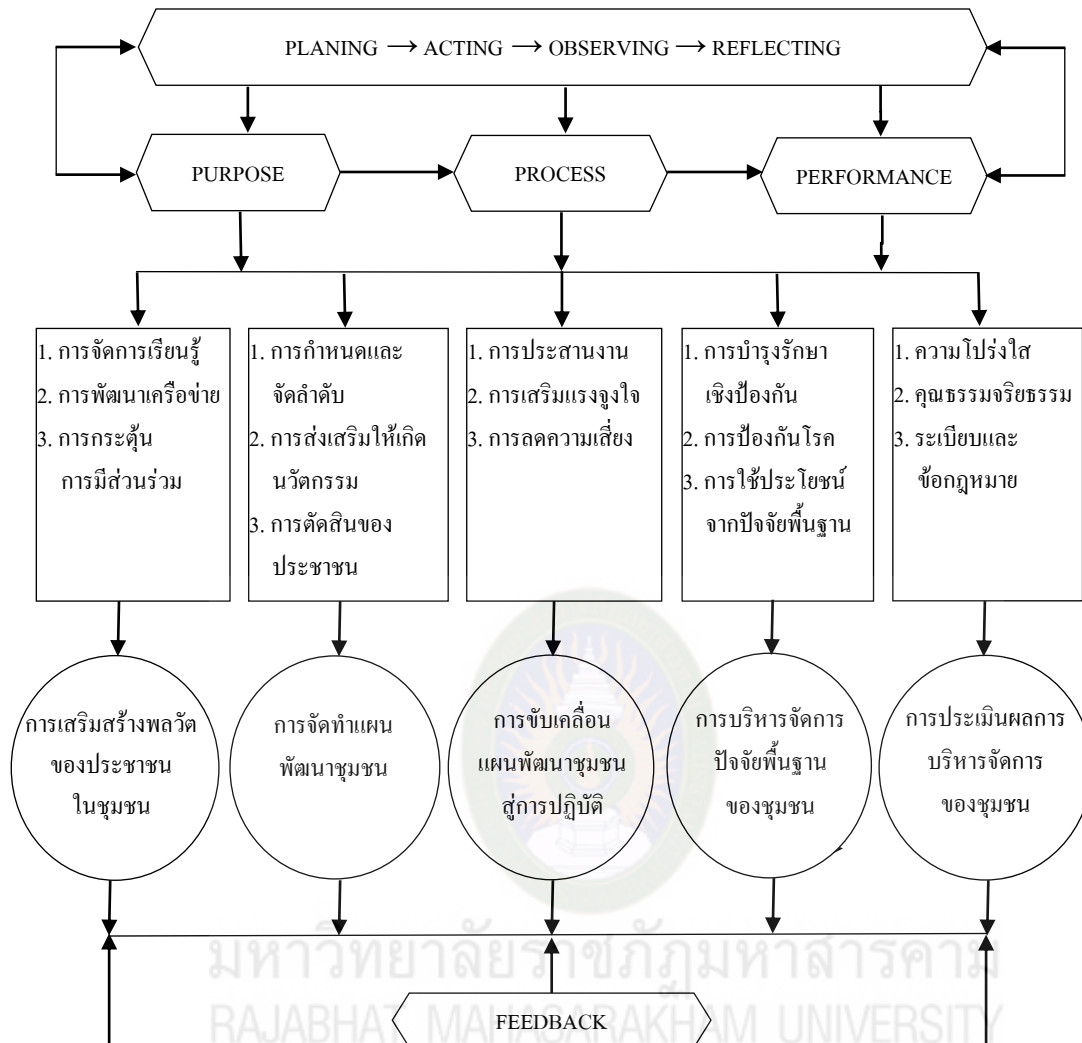 PLANING → ACTING → OBSERVING → REFLECTING
PURPOSE
PROCESS
PERFORMANCE
1. การจัดการเรียนรู้
2. การพัฒนาเครือข่าย
3. การกระตุ้น
การมีส่วนร่วม
1. การกำหนดและ
จัดลำดับ
2. การส่งเสริมให้เกิด
นวัตกรรม
3. การตัดสินของ
ประชาชน
1. การประสานงาน
2. การเสริมแรงจูงใจ
3. การลดความเสี่ยง
1. การบำรุงรักษา
เชิงป้องกัน
2. การป้องกันโรค
3. การใช้ประโยชน์
จากปัจจัยพื้นฐาน
1. ความโปร่งใส
2. คุณธรรมจริยธรรม
3. ระเบียบและ
ข้อกฎหมาย
การเสริมสร้างพลวัต
ของประชาชน
ในชุมชน
การจัดทำแผน
พัฒนาชุมชน
การขับเคลื่อน
แผนพัฒนาชุมชน
สู่การปฏิบัติ
การบริหารจัดการ
ปัจจัยพื้นฐาน
ของชุมชน
การประเมินผลการ
บริหารจัดการ
ของชุมชน
มหาวิทยาลัยราชภัฏมหาสารคาม
RAJABHAT MAHASARAKHAM UNIVERSITY
FEEDBACK